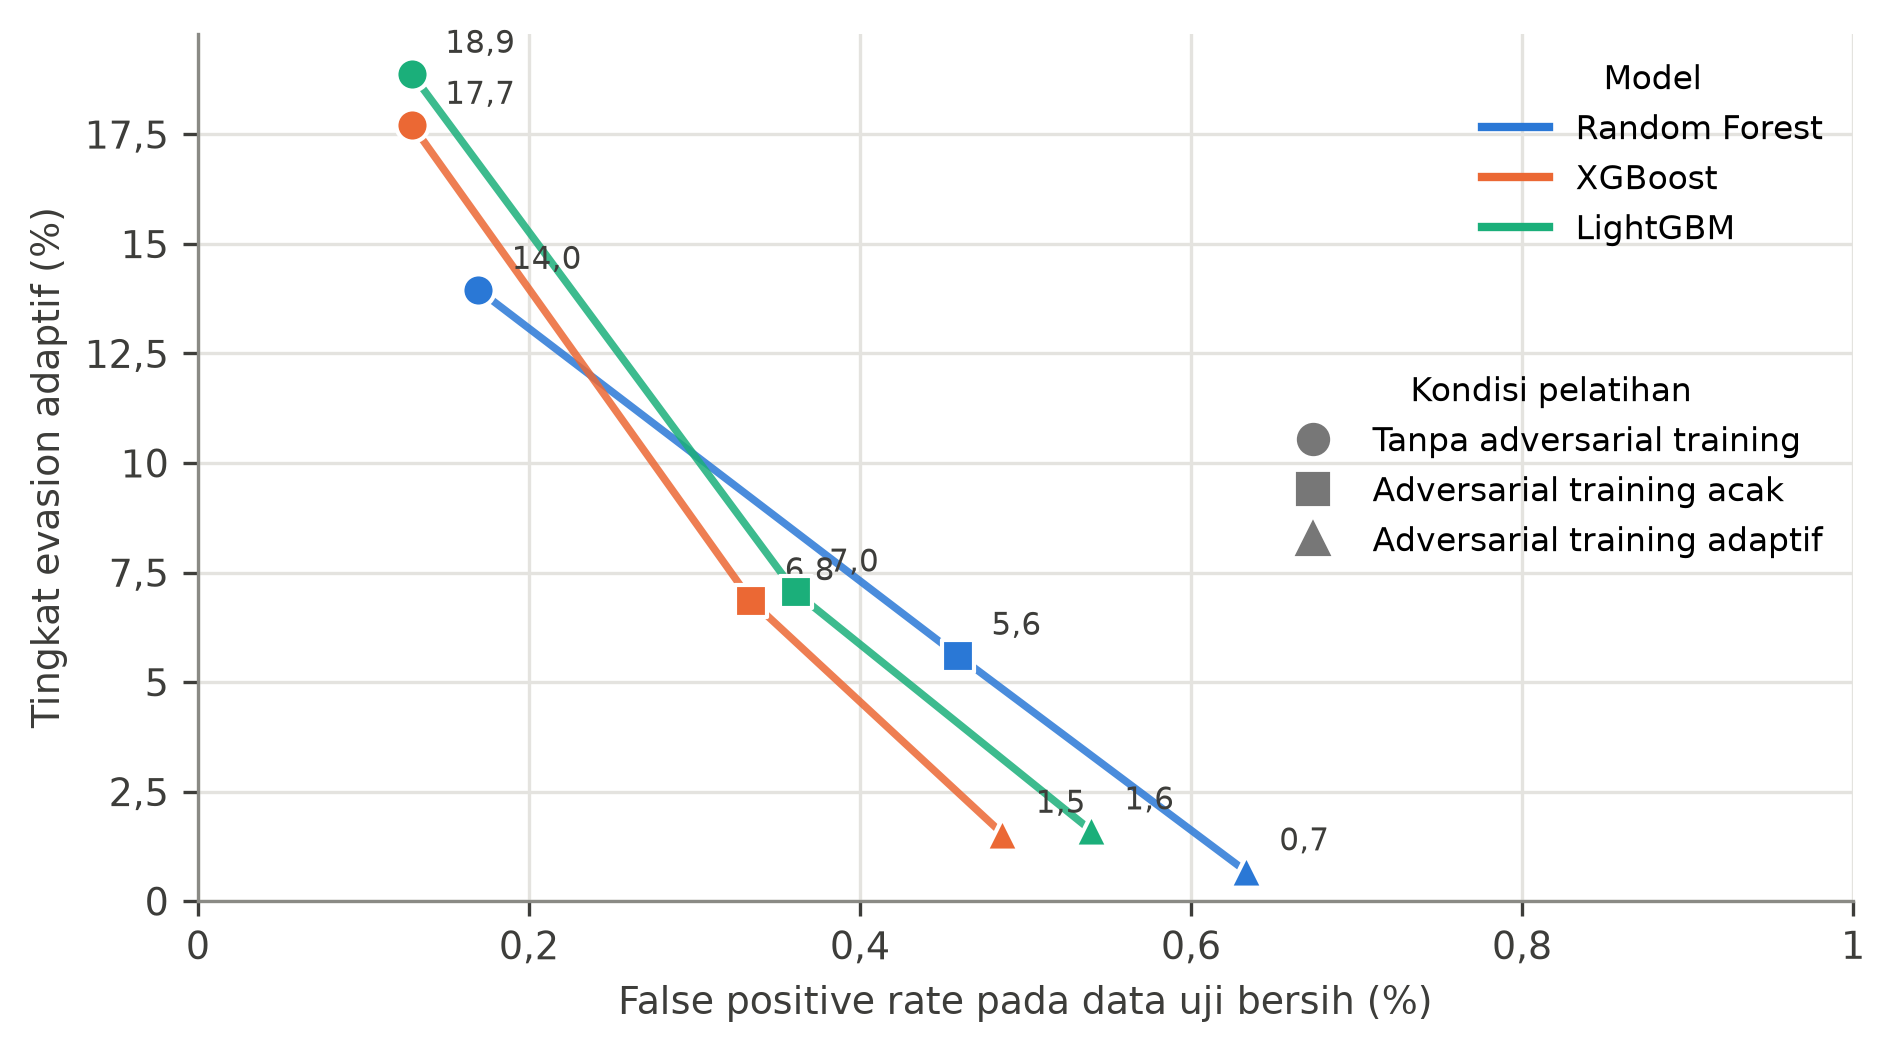 18,9
17,7
14,0
6,8
7,0
5,6
1,5
1,6
0,7
Model
Random Forest
XGBoost
LightGBM
Kondisi pelatihan
Tanpa adversarial training
Adversarial training acak
Adversarial training adaptif
Tingkat evasion adaptif (%)
17,5
15
12,5
10
7,5
5
2,5
0
0
0,2
0,4
0,6
0,8
1
False positive rate pada data uji bersih (%)